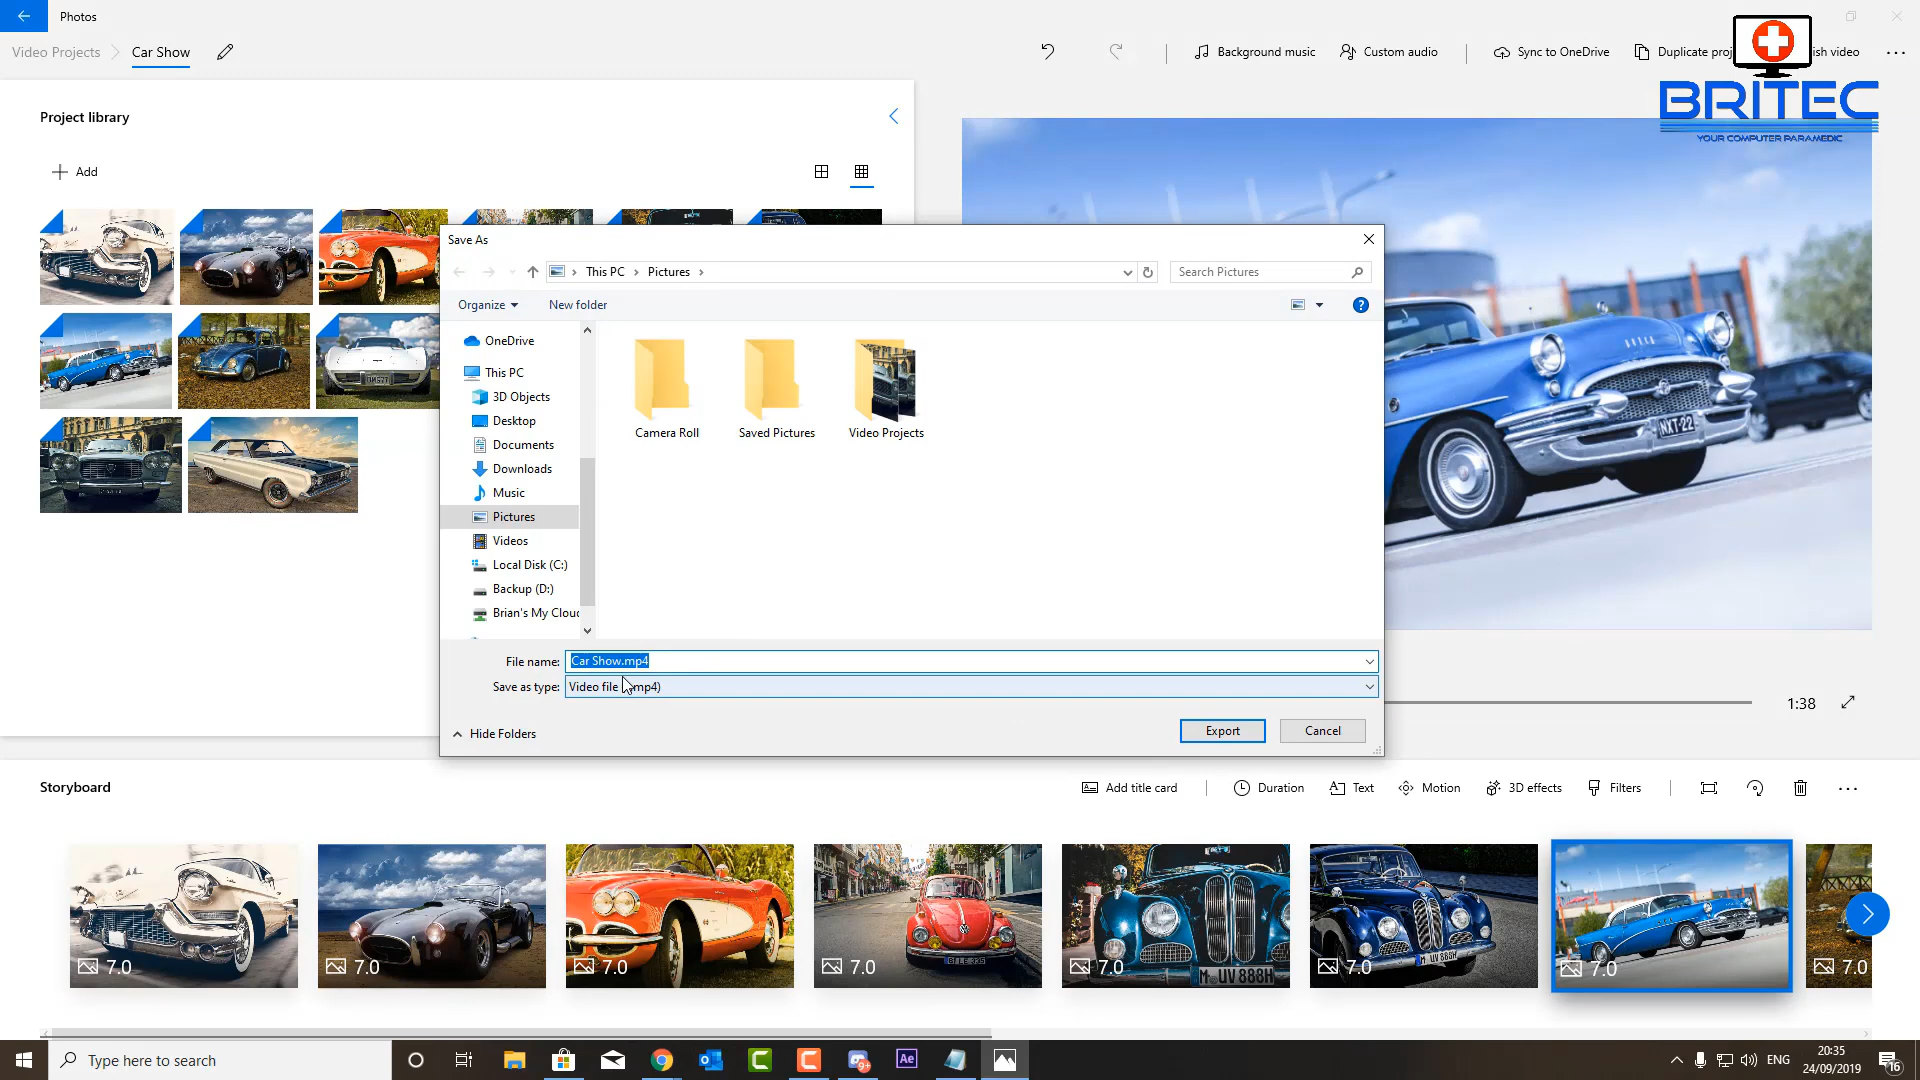 Photos
Video Projects
Car Show
Background music
Custom audio
Sync to OneDrive
Duplicate proj
ish video
BRITEC
YOUR COMPUTER PARAMEDIC
Project library
Add
Save As
This PC
Pictures
Search Pictures
Organize
New folder
OneDrive
This PC
3D Objects
Desktop
Documents
Downloads
Music
Pictures
Videos
Local Disk (C:)
Backup (D:)
Brian's My Cloud
Camera Roll
Saved Pictures
Video Projects
File name:
Car Show.mp4
Save as type:
Video file mp4)
Hide Folders
Export
Cancel
NXT-22
1:38
Storyboard
Add title card
Duration
Text
Motion
3D effects
Filters
7.0
7.0
7.0
7.0
7.0
7.0
7.0
7.0
Type here to search
Ae
ENG
20:35
24/09/2019
16